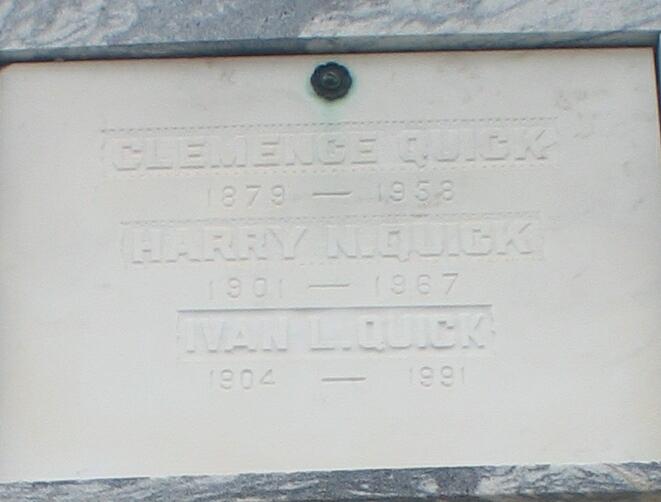 CLEMENCE QUICK
1879 — 1958
HARRY N. QUICK
1901 — 1967
IVAN L. QUICK
1904 — 1991